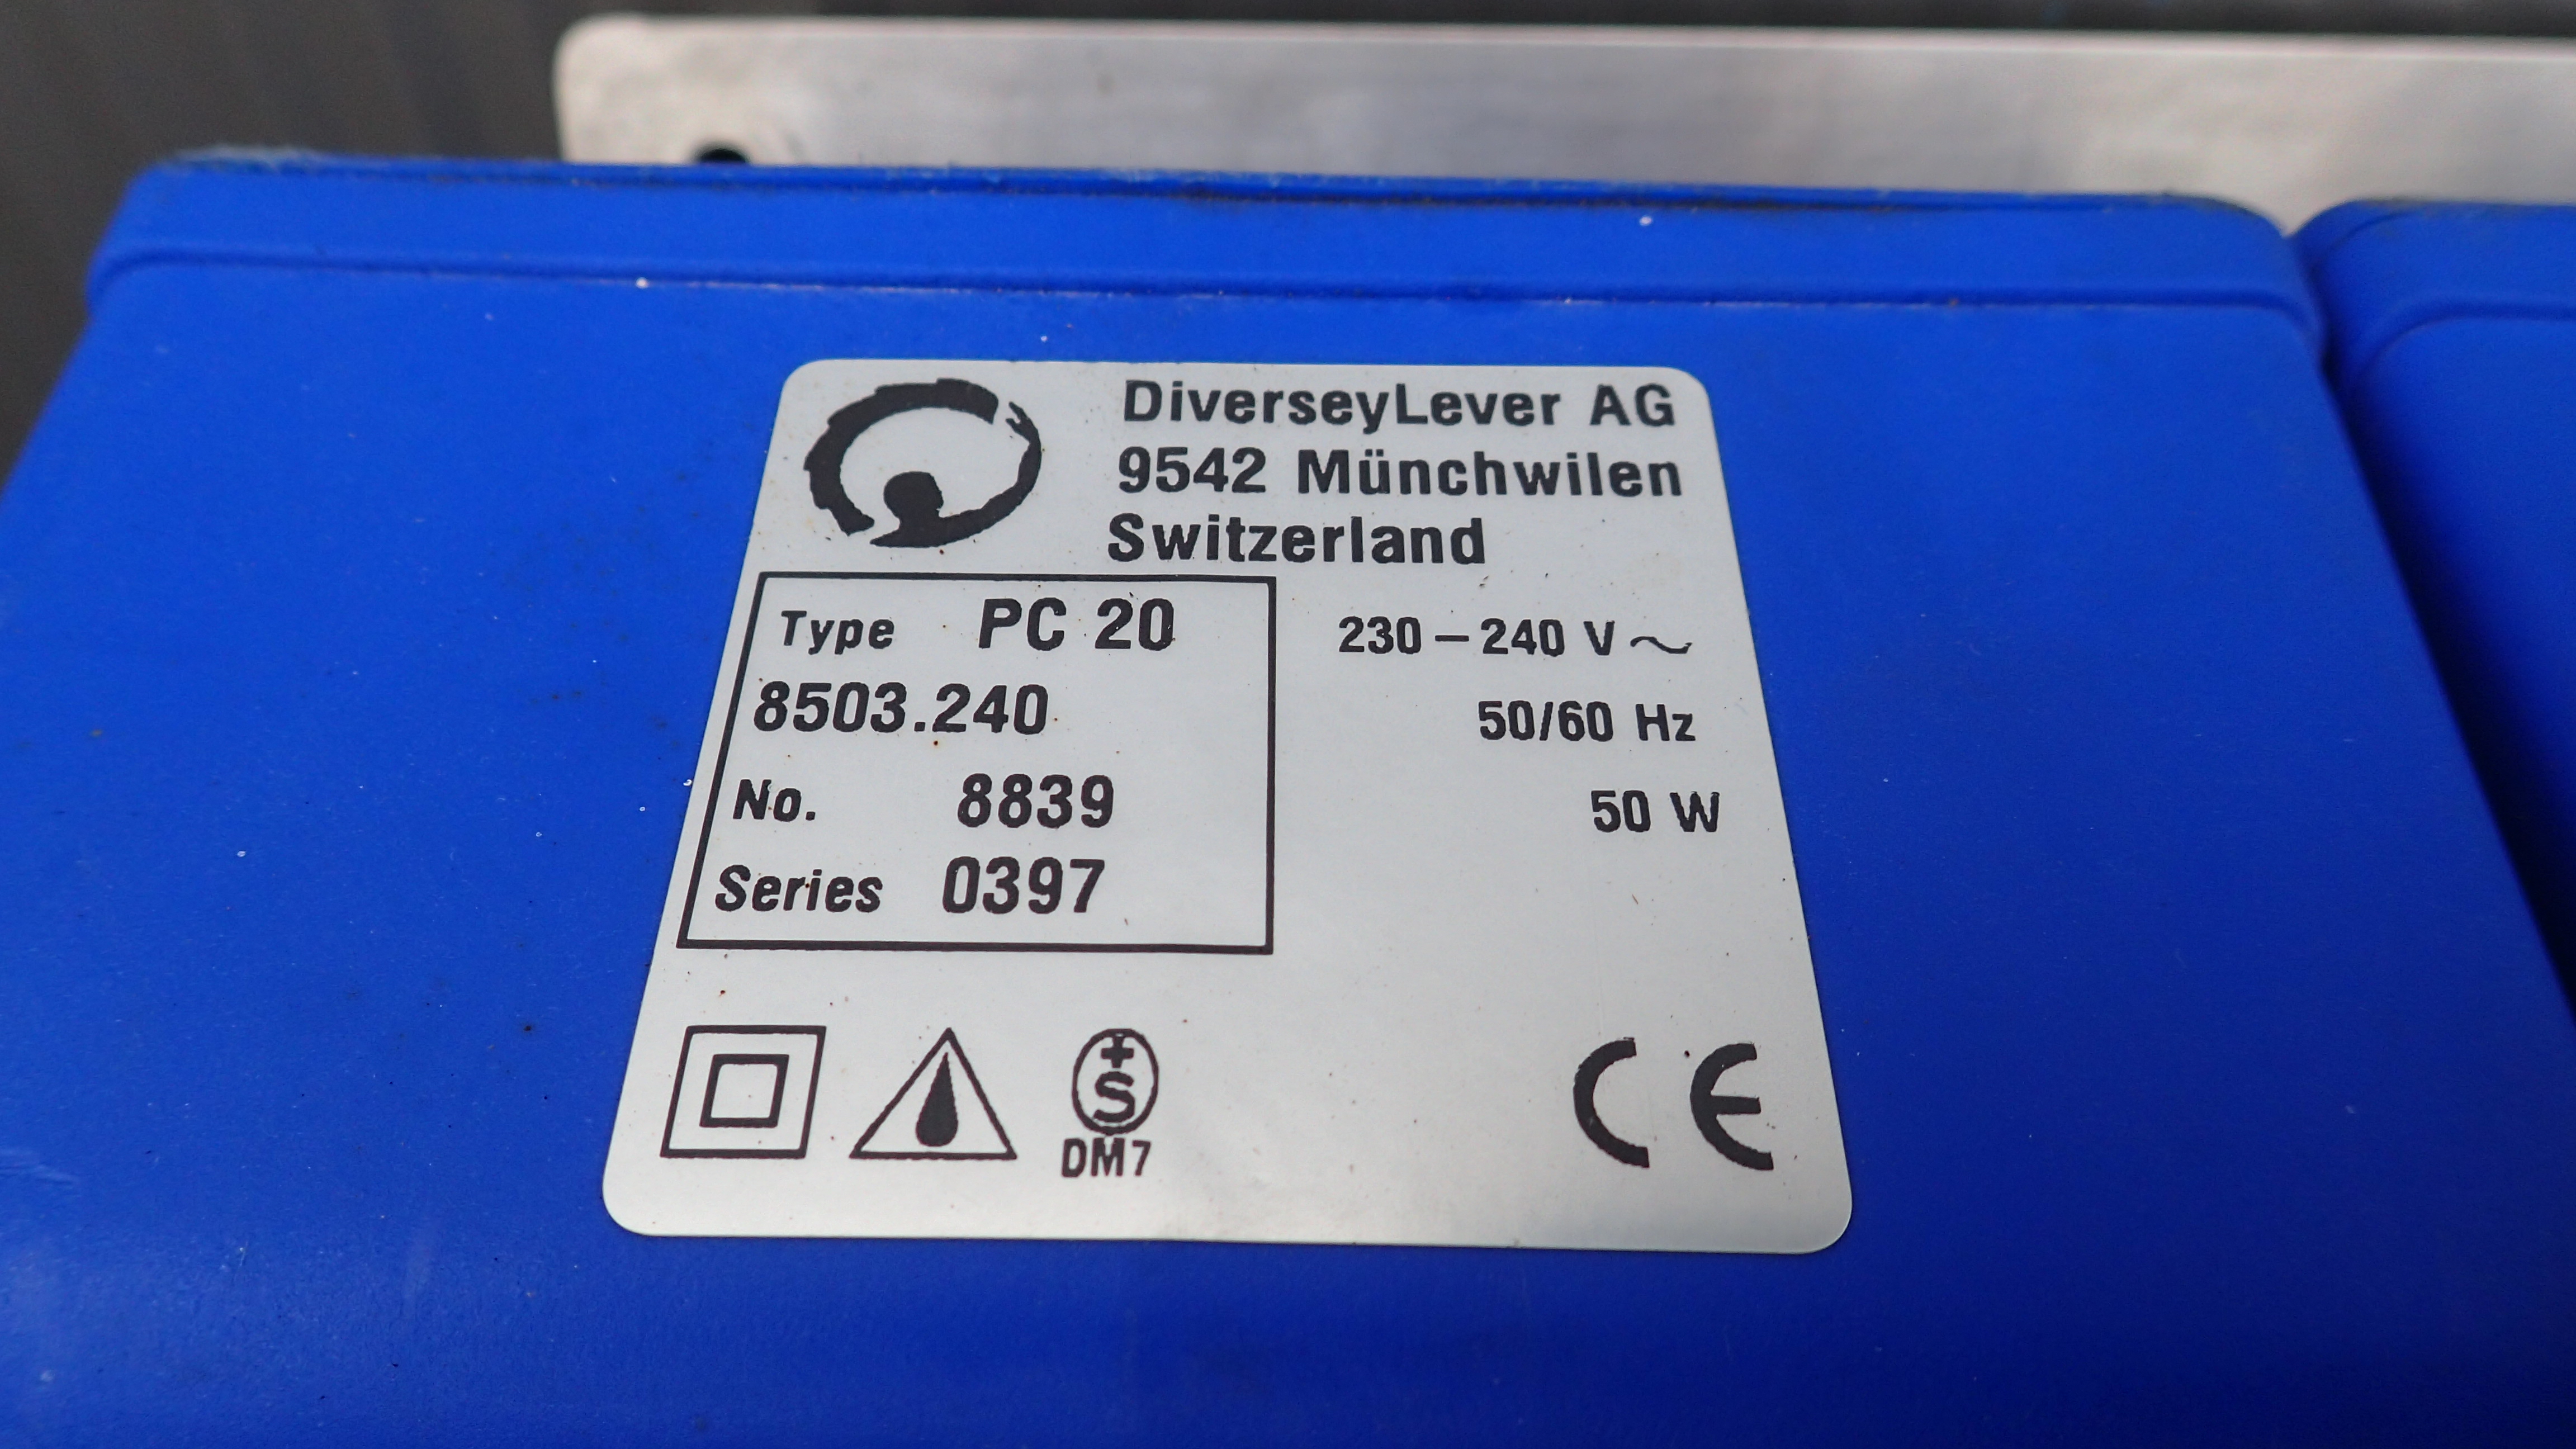 DiverseyLever AG
9542 Münchwilen
Switzerland
Type PC 20
8503.240
No. 8839
Series 0397
230 – 240 V ~
50/60 Hz
50 W
+
S
DM7
CE